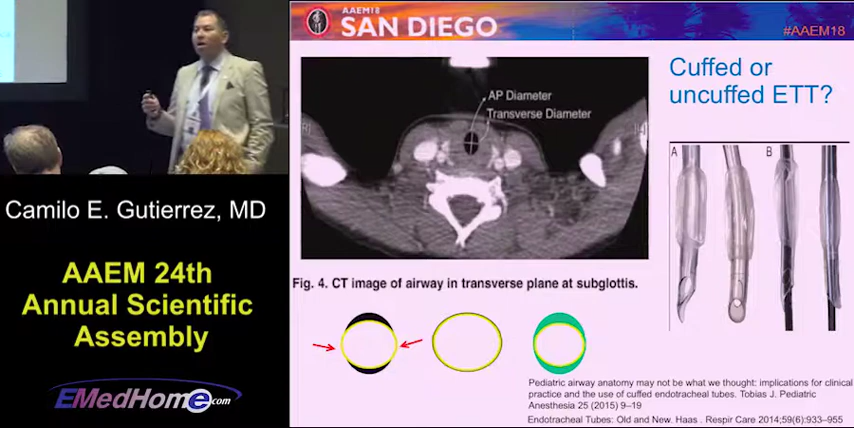 AAEM18
SAN DIEGO
#AAEM18
Camilo E. Gutierrez, MD
AAEM 24th
Annual Scientific
Assembly
EMedHome.com
AP Diameter
Transverse Diameter
Fig. 4. CT image of airway in transverse plane at subglottis.
Cuffed or
uncuffed ETT?
A
B
Pediatric airway anatomy may not be what we thought: implications for clinical
practice and the use of cuffed endotracheal tubes. Tobias J. Pediatric
Anesthesia 25 (2015) 9–19
Endotracheal Tubes: Old and New. Haas . Respir Care 2014;59(6):933–955